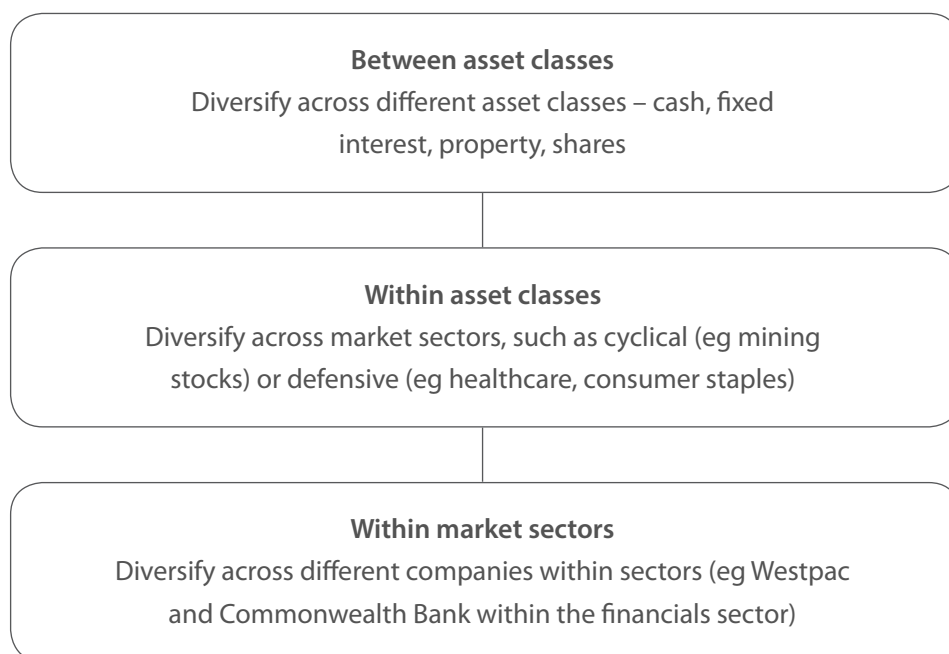 Between asset classes
Diversify across different asset classes – cash, fixed
interest, property, shares
Within asset classes
Diversify across market sectors, such as cyclical (eg mining
stocks) or defensive (eg healthcare, consumer staples)
Within market sectors
Diversify across different companies within sectors (eg Westpac
and Commonwealth Bank within the financials sector)